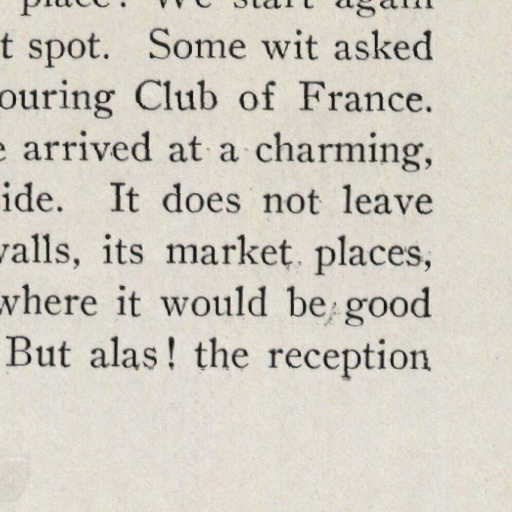 place? We start again
t spot. Some wit asked
ouring Club of France.
e arrived at a charming,
ide. It does not leave
valls, its market places,
where it would be good
But alas! the reception